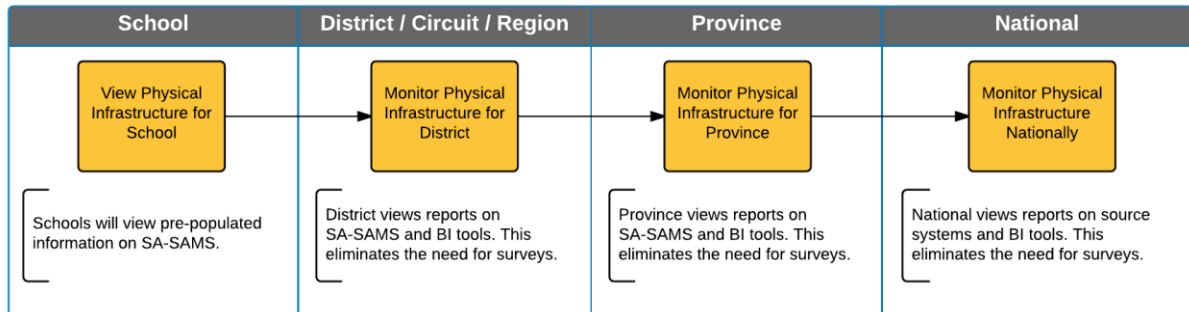 School
District / Circuit / Region
Province
National
View Physical
Infrastructure for
School
Monitor Physical
Infrastructure for
District
Monitor Physical
Infrastructure for
Province
Monitor Physical
Infrastructure
Nationally
Schools will view pre-populated
information on SA-SAMS.
District views reports on
SA-SAMS and BI tools. This
eliminates the need for surveys.
Province views reports on
SA-SAMS and BI tools. This
eliminates the need for surveys.
National views reports on source
systems and BI tools. This
eliminates the need for surveys.